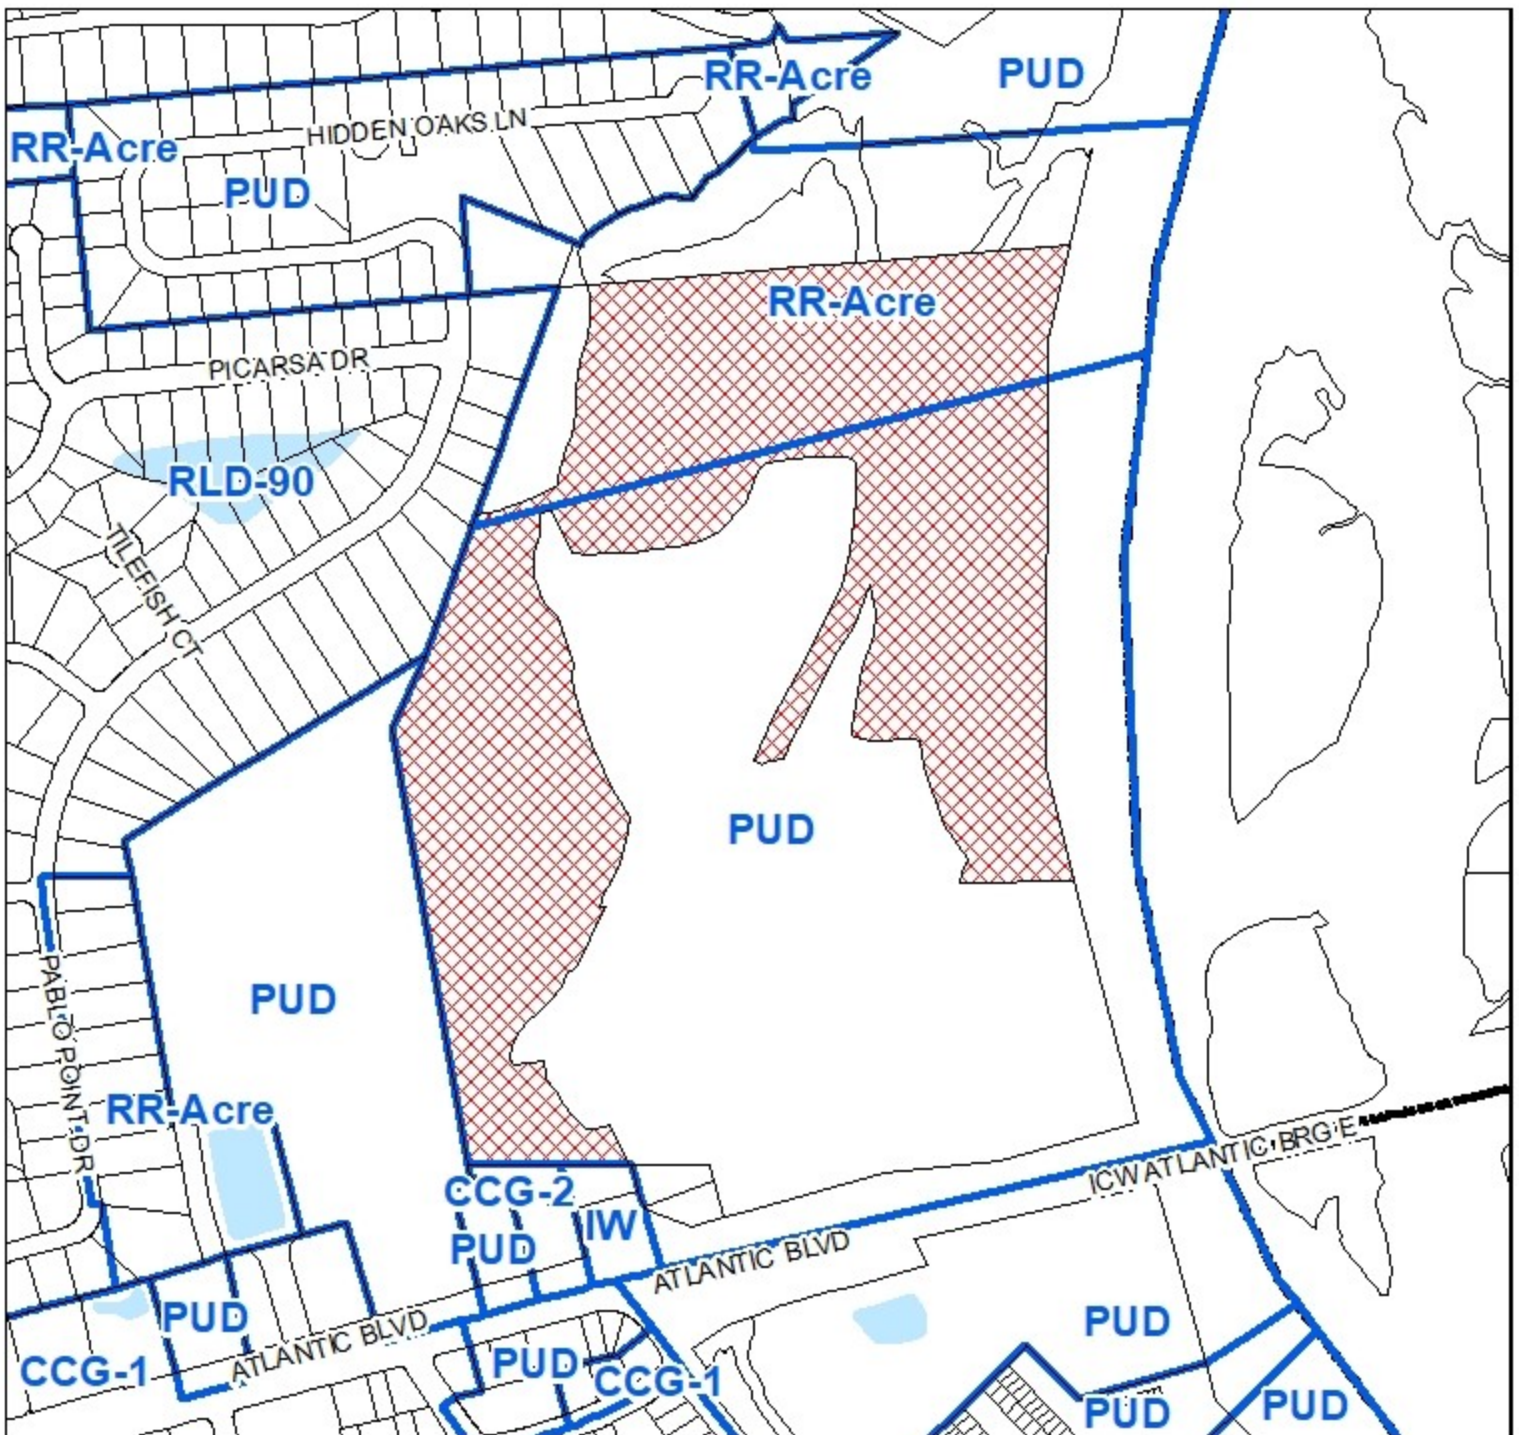 RR-Acre
PUD
HIDDEN OAKS LN
RR-Acre
PUD
RR-Acre
PICARSA DR
RLD-90
TILEFISH CT
PUD
PABLO POINT DR
PUD
RR-Acre
ICW ATLANTIC BRG E
CCG-2
IW
PUD
ATLANTIC BLVD
PUD
ATLANTIC BLVD
PUD
CCG-1
PUD
CCG-1
PUD
PUD